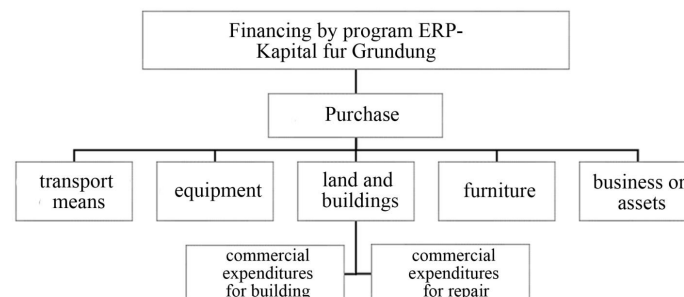 Financing by program ERP-
Kapital fur Grundung
Purchase
transport
means
equipment
land and
buildings
furniture
business or
assets
commercial
expenditures
for building
commercial
expenditures
for repair